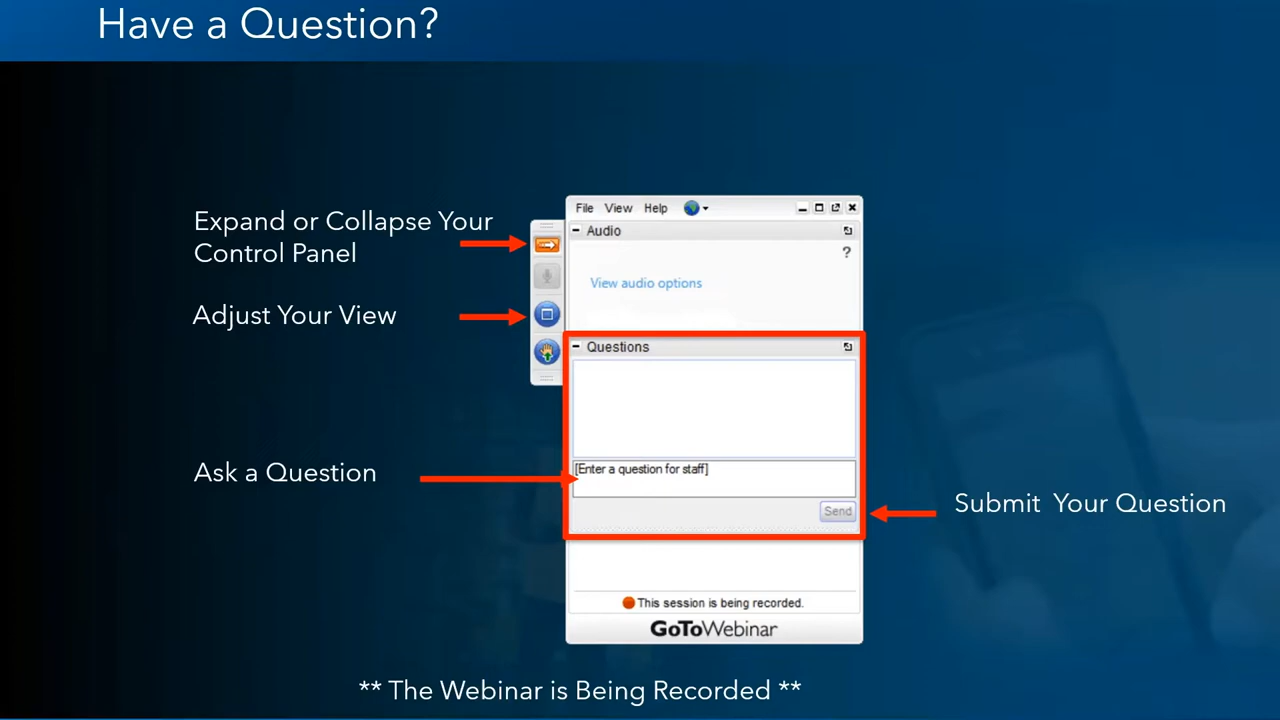 Have a Question?
Expand or Collapse Your
Control Panel
Adjust Your View
Ask a Question
File View Help
Audio
?
View audio options
Questions
[Enter a question for staff]
Send
Submit Your Question
This session is being recorded.
GoToWebinar
** The Webinar is Being Recorded **